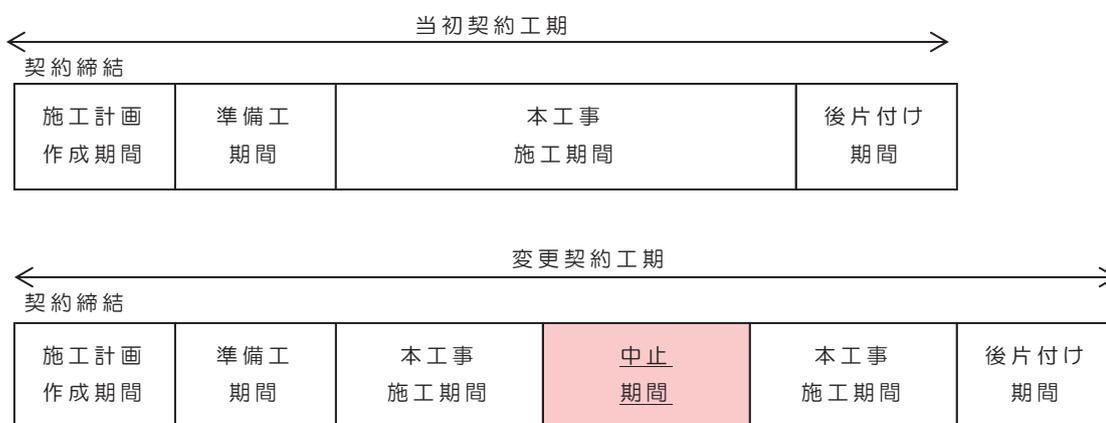 当初契約工期
契約締結
施工計画
作成期間
準備工
期間
本工事
施工期間
後片付け
期間
変更契約工期
契約締結
施工計画
作成期間
準備工
期間
本工事
施工期間
中止
期間
本工事
施工期間
後片付け
期間